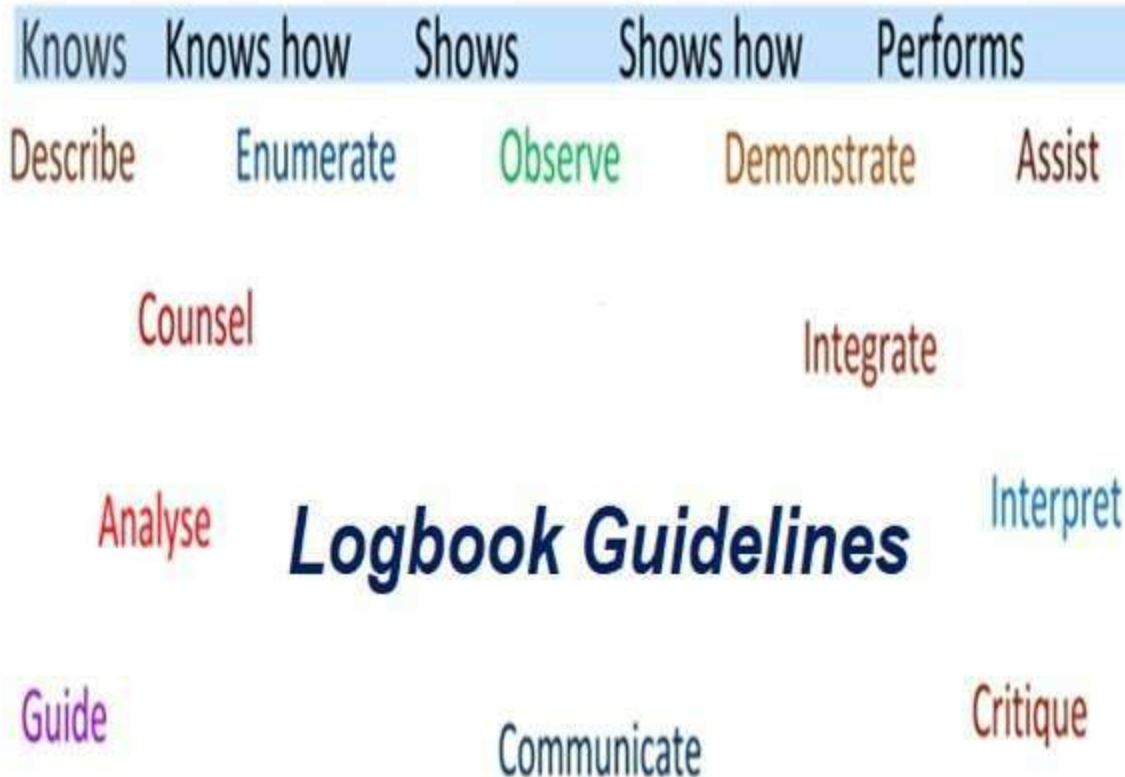 Knows Knows how Shows Shows how Performs
Describe Enumerate Observe Demonstrate Assist
Counsel
Integrate
Analyse Logbook Guidelines Interpret
Guide Communicate Critique